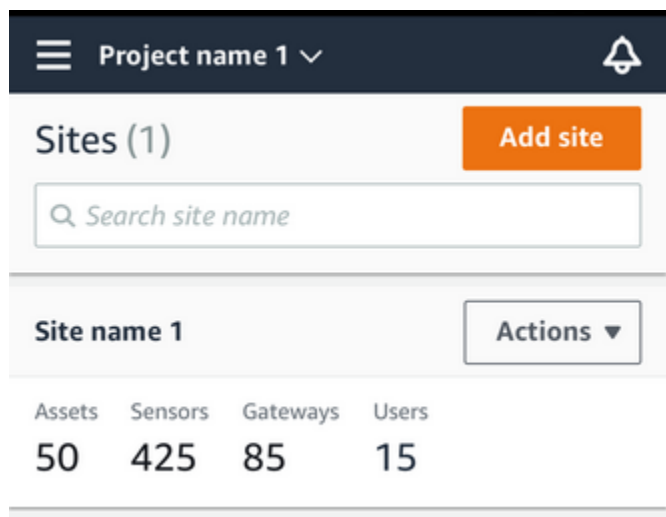 Project name 1
Sites (1)
Add site
Search site name
Site name 1
Actions
Assets Sensors Gateways Users
50 425 85 15